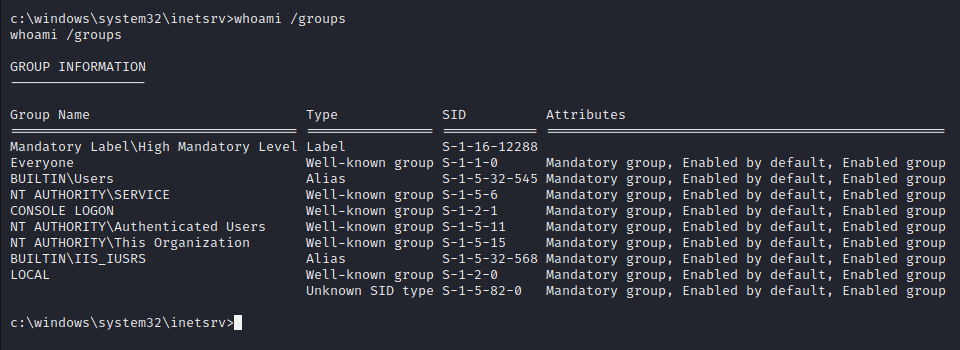 c:\windows\system32\inetsrv>whoami /groups
whoami /groups
GROUP INFORMATION
-----------------
Group Name                           Type             SID          Attributes
==================================== ================ ============ ==================================================
Mandatory Label\High Mandatory Level Label            S-1-16-12288
Everyone                             Well-known group S-1-1-0      Mandatory group, Enabled by default, Enabled group
BUILTIN\Users                        Alias            S-1-5-32-545 Mandatory group, Enabled by default, Enabled group
NT AUTHORITY\SERVICE                 Well-known group S-1-5-6      Mandatory group, Enabled by default, Enabled group
CONSOLE LOGON                        Well-known group S-1-2-1      Mandatory group, Enabled by default, Enabled group
NT AUTHORITY\Authenticated Users     Well-known group S-1-5-11     Mandatory group, Enabled by default, Enabled group
NT AUTHORITY\This Organization       Well-known group S-1-5-15     Mandatory group, Enabled by default, Enabled group
BUILTIN\IIS_IUSRS                    Alias            S-1-5-32-568 Mandatory group, Enabled by default, Enabled group
LOCAL                                Well-known group S-1-2-0      Mandatory group, Enabled by default, Enabled group
                                     Unknown SID type S-1-5-82-0   Mandatory group, Enabled by default, Enabled group
c:\windows\system32\inetsrv>